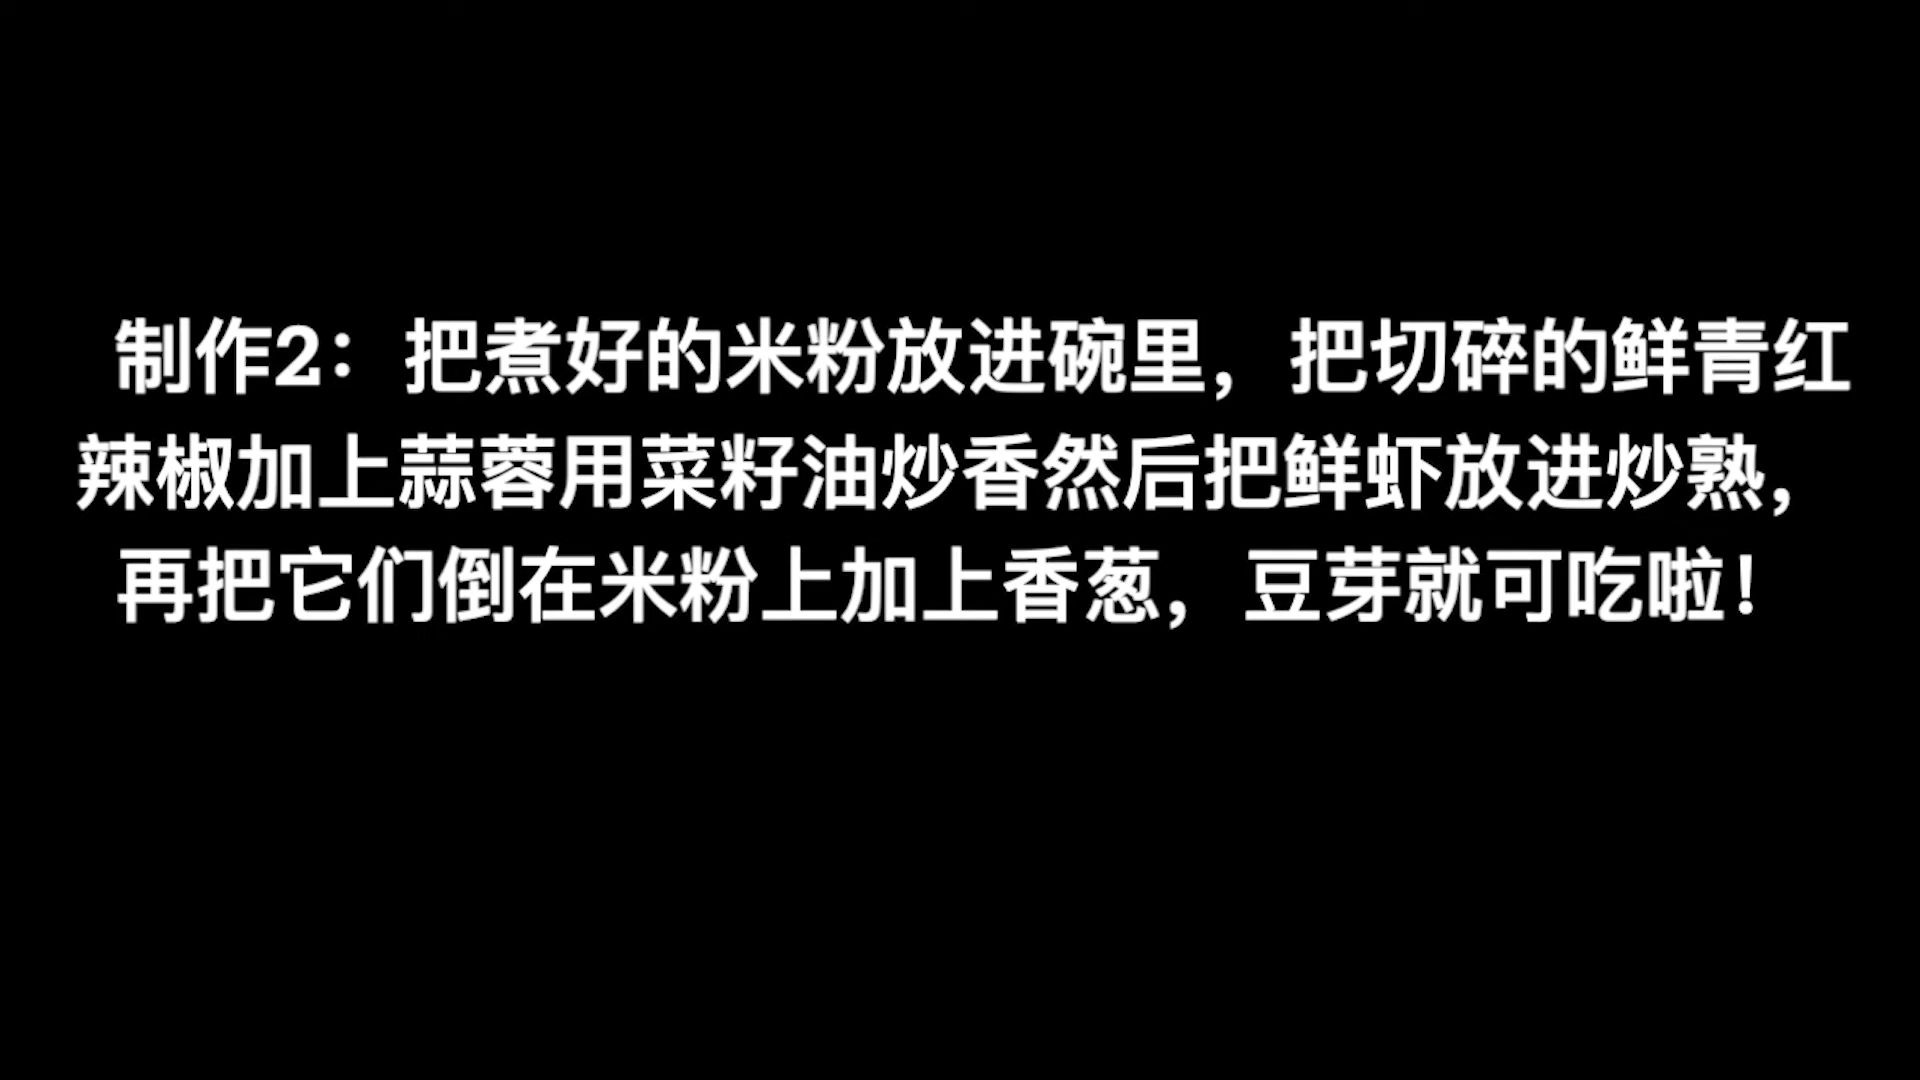 制作2：把煮好的米粉放进碗里，把切碎的鲜青红
辣椒加上蒜蓉用菜籽油炒香然后把鲜虾放进炒熟，
再把它们倒在米粉上加上香葱，豆芽就可吃啦！